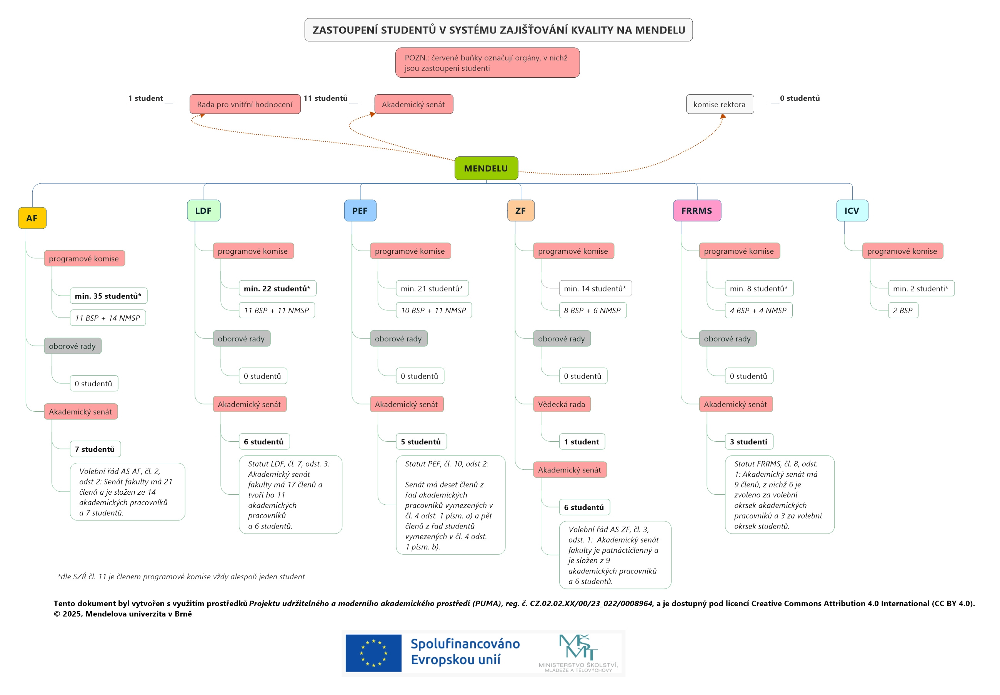 ZASTOUPENÍ STUDENTŮ V SYSTÉMU ZAJIŠŤOVÁNÍ KVALITY NA MENDELU
POZN.: červené buňky označují orgány, v nichž
jsou zastoupeni studenti
1 student
Rada pro vnitřní hodnocení
11 studentů
Akademický senát
komise rektora
0 studentů
MENDELU
AF
programové komise
min. 35 studentů*
11 BSP + 14 NMSP
oborové rady
0 studentů
Akademický senát
7 studentů
Volební řád AS AF, čl. 2,
odst 2: Senát fakulty má 21
členů a je složen ze 14
akademických pracovníků
a 7 studentů.
LDF
programové komise
min. 22 studentů*
11 BSP + 11 NMSP
oborové rady
0 studentů
Akademický senát
6 studentů
Statut LDF, čl. 7, odst. 3:
Akademický senát
fakulty má 17 členů a
tvoří ho 11
akademických
pracovníků
a 6 studentů.
PEF
programové komise
min. 21 studentů*
10 BSP + 11 NMSP
oborové rady
0 studentů
Akademický senát
5 studentů
Statut PEF, čl. 10, odst 2:
Senát má deset členů z
řad akademických
pracovníků vymezených v
čl. 4 odst. 1 písm. a) a pět
členů z řad studentů
vymezených v čl. 4 odst.
1 písm. b).
ZF
programové komise
min. 14 studentů*
8 BSP + 6 NMSP
oborové rady
0 studentů
Vědecká rada
1 student
Akademický senát
6 studentů
Volební řád AS ZF, čl. 3,
odst. 1: Akademický senát
fakulty je patnáctičlenný a
je složen z 9
akademických pracovníků
a 6 studentů.
FRRMS
programové komise
min. 8 studentů*
4 BSP + 4 NMSP
oborové rady
0 studentů
Akademický senát
3 studenti
Statut FRRMS, čl. 8, odst.
1: Akademický senát má
9 členů, z nichž 6 je
zvoleno za volební
okrsek akademických
pracovníků a 3 za volební
okrsek studentů.
ICV
programové komise
min. 2 studenti*
2 BSP
*dle SZŘ čl. 11 je členem programové komise vždy alespoň jeden student
Tento dokument byl vytvořen s využitím prostředků Projektu udržitelného a moderního akademického prostředí (PUMA), reg. č. CZ.02.02.XX/00/23_022/0008964, a je dostupný pod licencí Creative Commons Attribution 4.0 International (CC BY 4.0).
© 2025, Mendelova univerzita v Brně
Spolufinancováno
Evropskou unií
MŠMT
MINISTERSTVO ŠKOLSTVÍ,
MLÁDEŽE A TĚLOVÝCHOVY